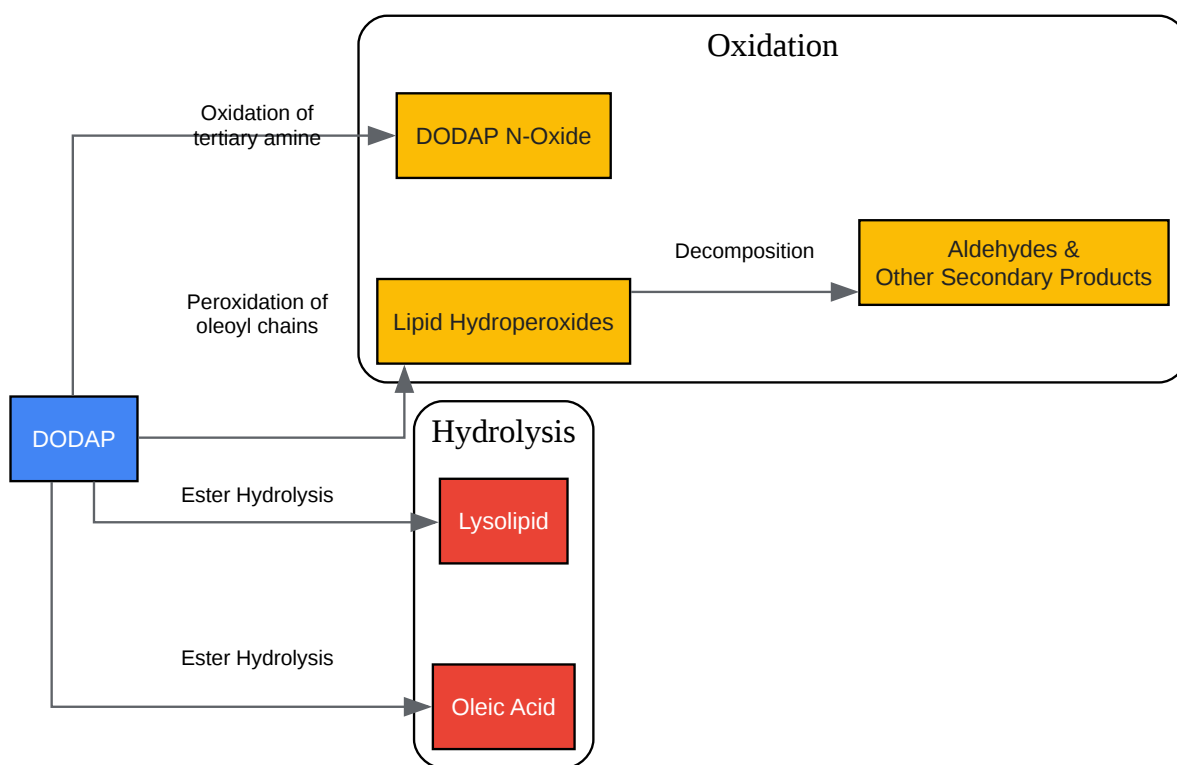 Oxidation
Oxidation of
tertiary amine
DODAP N-Oxide
Decomposition
Aldehydes &
Other Secondary Products
Peroxidation of
oleoyl chains
Lipid Hydroperoxides
DODAP
Hydrolysis
Ester Hydrolysis
Lysolipid
Ester Hydrolysis
Oleic Acid